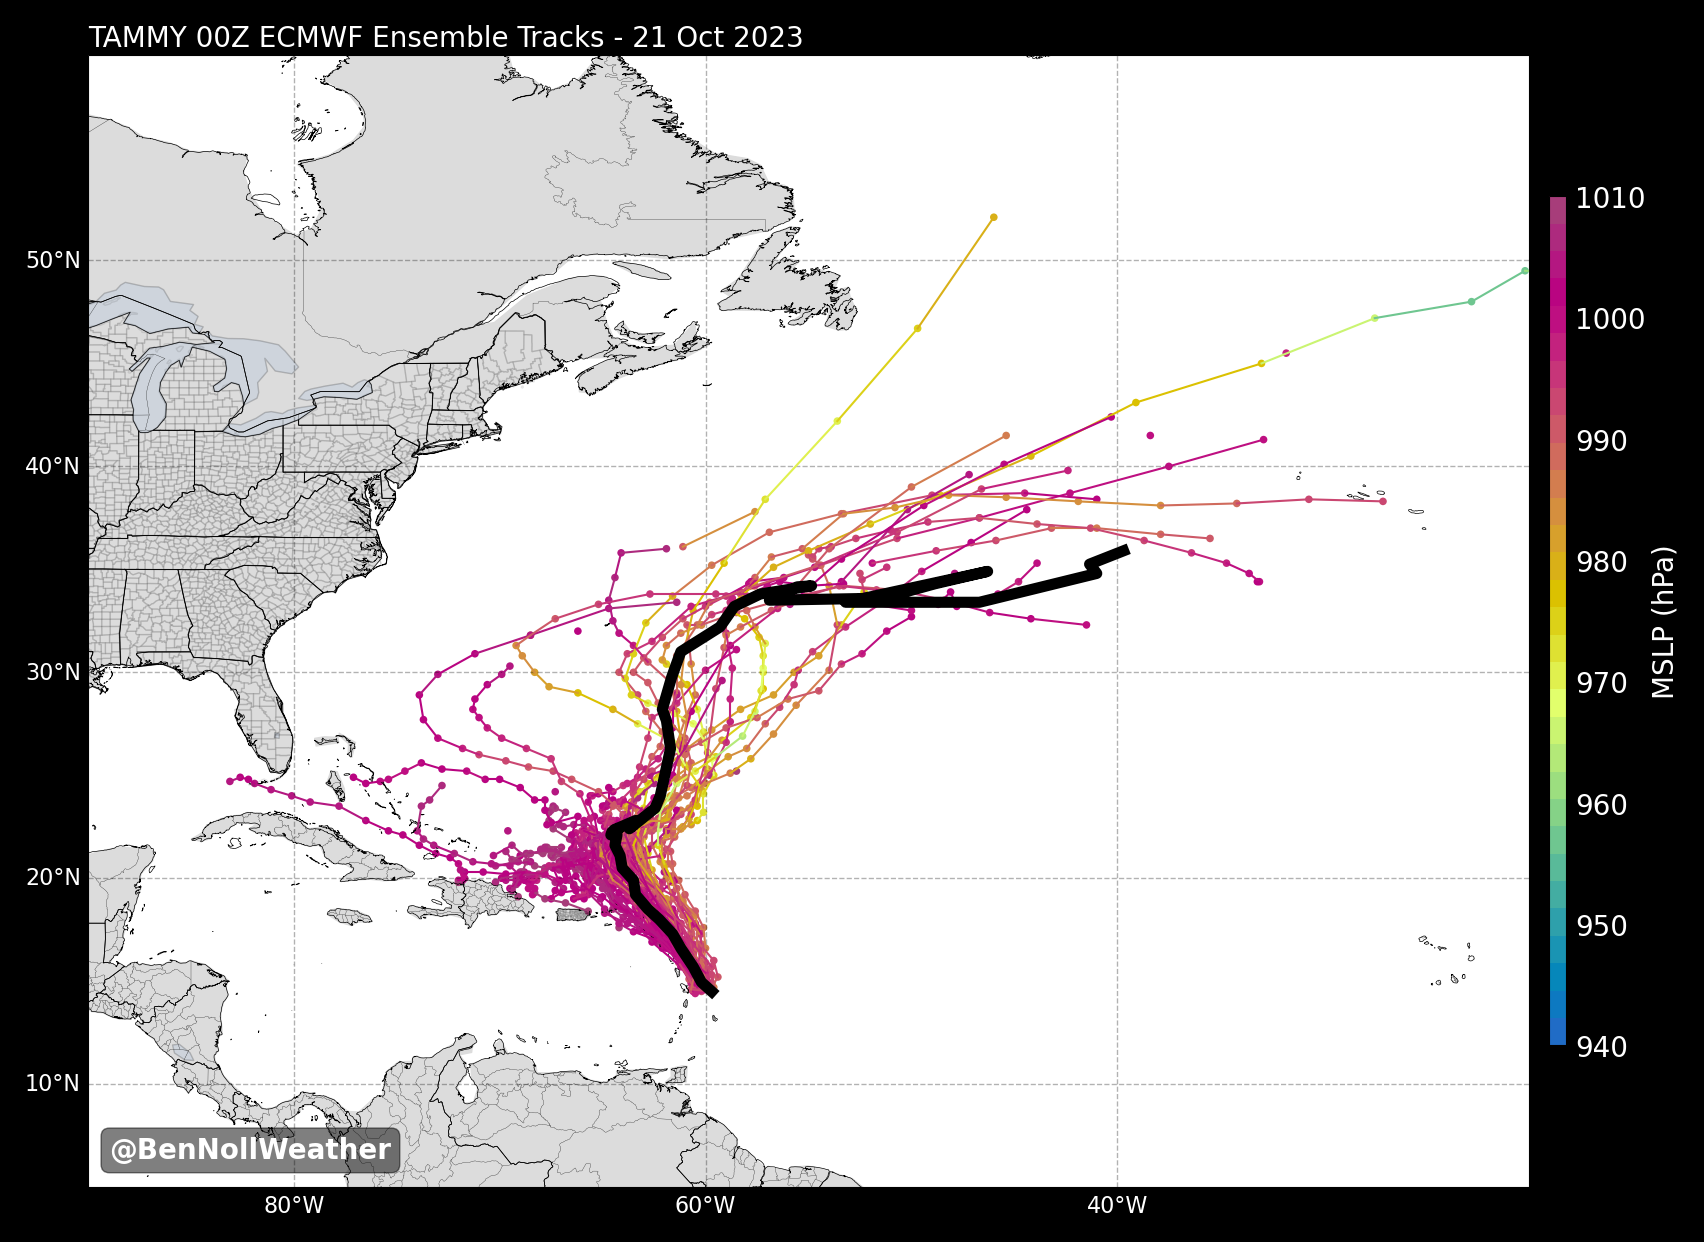 TAMMY 00Z ECMWF Ensemble Tracks - 21 Oct 2023
50°N
40°N
30°N
20°N
10°N
80°W
60°W
40°W
1010
1000
990
980
970
960
950
940
MSLP (hPa)
@BenNollWeather